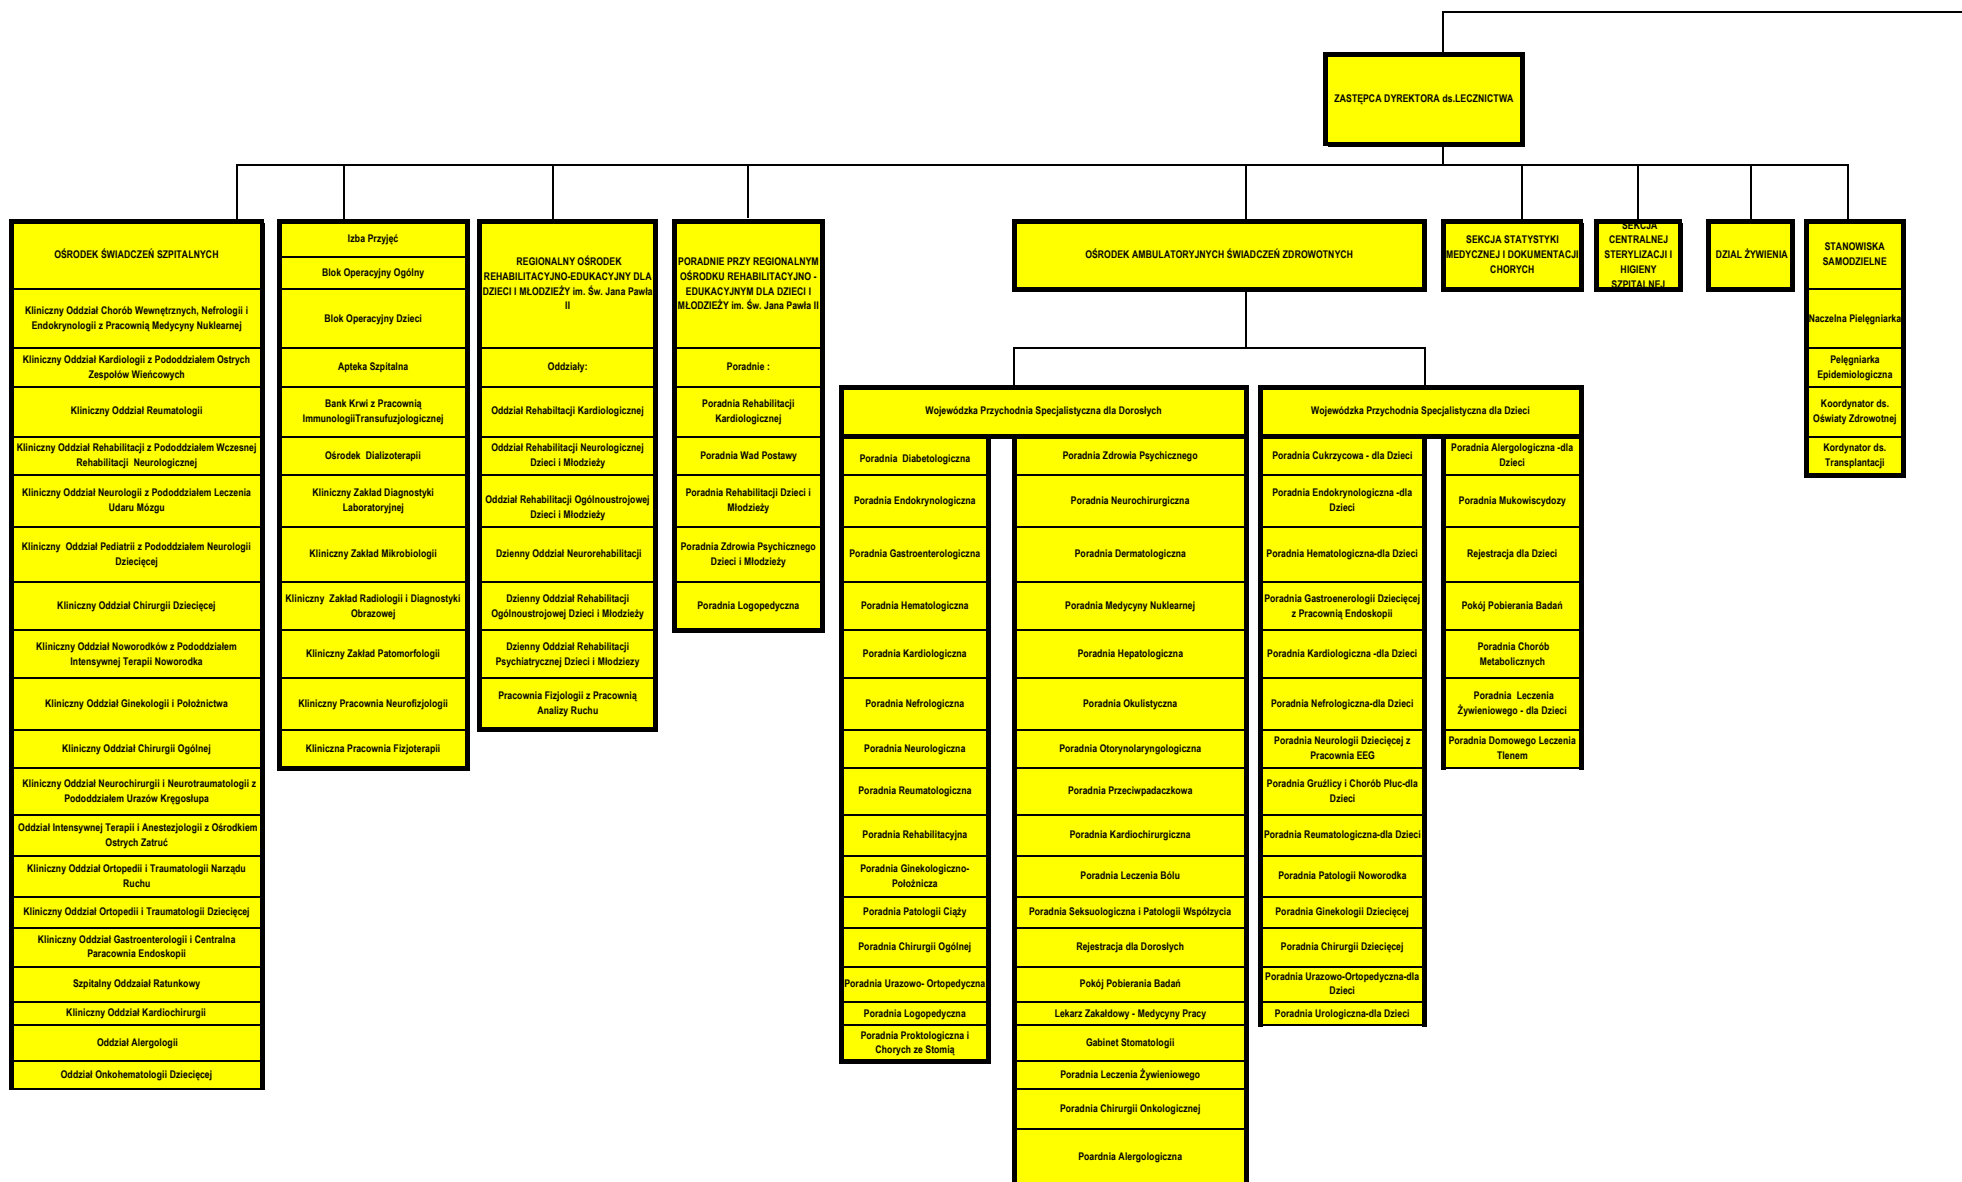 ZASTĘPCA DYREKTORA ds.LECZNICTWA
OŚRODEK ŚWIADCZEŃ SZPITALNYCH
Kliniczny Oddział Chorób Wewnętrznych, Nefrologii i
Endokrynologii z Pracownią Medycyny Nuklearnej
Kliniczny Oddział Kardiologii z Pododdziałem Ostrych
Zespołów Wieńcowych
Kliniczny Oddział Reumatologii
Kliniczny Oddział Rehabilitacji z Pododdziałem Wczesnej
Rehabilitacji Neurologicznej
Kliniczny Oddział Neurologii z Pododdziałem Leczenia
Udaru Mózgu
Kliniczny Oddział Pediatrii z Pododdziałem Neurologii
Dziecięcej
Kliniczny Oddział Chirurgii Dziecięcej
Kliniczny Oddział Noworodków z Pododdziałem
Intensywnej Terapii Noworodka
Kliniczny Oddział Ginekologii i Położnictwa
Kliniczny Oddział Chirurgii Ogólnej
Kliniczny Oddział Neurochirurgii i Neurotraumatologii z
Pododdziałem Urazów Kręgosłupa
Oddział Intensywnej Terapii i Anestezjologii z Ośrodkiem
Ostrych Zatruć
Kliniczny Oddział Ortopedii i Traumatologii Narządu
Ruchu
Kliniczny Oddział Ortopedii i Traumatologii Dziecięcej
Kliniczny Oddział Gastroenterologii i Centralna
Paracownia Endoskopii
Szpitalny Oddzaiał Ratunkowy
Kliniczny Oddział Kardiochirurgii
Oddział Alergologii
Oddział Onkohematologii Dziecięcej
Izba Przyjęć
Blok Operacyjny Ogólny
Blok Operacyjny Dzieci
Apteka Szpitalna
Bank Krwi z Pracownią
ImmunologiiTransufuzjologicznej
Ośrodek Dializoterapii
Kliniczny Zakład Diagnostyki
Laboratoryjnej
Kliniczny Zakład Mikrobiologii
Kliniczny Zakład Radiologii i Diagnostyki
Obrazowej
Kliniczny Zakład Patomorfologii
Kliniczny Pracownia Neurofizjologii
Kliniczna Pracownia Fizjoterapii
REGIONALNY OŚRODEK
REHABILITACYJNO-EDUKACYJNY DLA
DZIECI I MŁODZIEŻY im. Św. Jana Pawła
II
Oddziały:
Oddział Rehabiltacji Kardiologicznej
Oddział Rehabilitacji Neurologicznej
Dzieci i Młodzieży
Oddział Rehabilitacji Ogólnoustrojowej
Dzieci i Młodzieży
Dzienny Oddział Neurorehabilitacji
Dzienny Oddział Rehabilitacji
Ogólnoustrojowej Dzieci i Młodzieży
Dzienny Oddział Rehabilitacji
Psychiatrycznej Dzieci i Młodziezy
Pracownia Fizjologii z Pracownią
Analizy Ruchu
PORADNIE PRZY REGIONALNYM
OŚRODKU REHABILITACYJNO -
EDUKACYJNYM DLA DZIECI I
MŁODZIEŻY im. Św. Jana Pawła II
Poradnie :
Poradnia Rehabilitacji
Kardiologicznej
Poradnia Wad Postawy
Poradnia Rehabilitacji Dzieci i
Młodzieży
Poradnia Zdrowia Psychicznego
Dzieci i Młodzieży
Poradnia Logopedyczna
OŚRODEK AMBULATORYJNYCH ŚWIADCZEŃ ZDROWOTNYCH
Wojewódzka Przychodnia Specjalistyczna dla Dorosłych
Poradnia Diabetologiczna
Poradnia Endokrynologiczna
Poradnia Gastroenterologiczna
Poradnia Hematologiczna
Poradnia Kardiologiczna
Poradnia Nefrologiczna
Poradnia Neurologiczna
Poradnia Reumatologiczna
Poradnia Rehabilitacyjna
Poradnia Ginekologiczno-
Położnicza
Poradnia Patologii Ciąży
Poradnia Chirurgii Ogólnej
Poradnia Urazowo- Ortopedyczna
Poradnia Logopedyczna
Poradnia Proktologiczna i
Chorych ze Stomią
Poradnia Zdrowia Psychicznego
Poradnia Neurochirurgiczna
Poradnia Dermatologiczna
Poradnia Medycyny Nuklearnej
Poradnia Hepatologiczna
Poradnia Okulistyczna
Poradnia Otorynolaryngologiczna
Poradnia Przeciwpadaczkowa
Poradnia Kardiochirurgiczna
Poradnia Leczenia Bólu
Poradnia Seksuologiczna i Patologii Współzycia
Rejestracja dla Dorosłych
Pokój Pobierania Badań
Lekarz Zakałdowy - Medycyny Pracy
Gabinet Stomatologii
Poradnia Leczenia Żywieniowego
Poradnia Chirurgii Onkologicznej
Poardnia Alergologiczna
Wojewódzka Przychodnia Specjalistyczna dla Dzieci
Poradnia Cukrzycowa - dla Dzieci
Poradnia Endokrynologiczna -dla
Dzieci
Poradnia Hematologiczna-dla Dzieci
Poradnia Gastroenerologii Dziecięcej
z Pracownią Endoskopii
Poradnia Kardiologiczna -dla Dzieci
Poradnia Nefrologiczna-dla Dzieci
Poradnia Neurologii Dziecięcej z
Pracownia EEG
Poradnia Gruźlicy i Chorób Płuc-dla
Dzieci
Poradnia Reumatologiczna-dla Dzieci
Poradnia Patologii Noworodka
Poradnia Ginekologii Dziecięcej
Poradnia Chirurgii Dziecięcej
Poradnia Urazowo-Ortopedyczna-dla
Dzieci
Poradnia Urologiczna-dla Dzieci
Poradnia Alergologiczna -dla
Dzieci
Poradnia Mukowiscydozy
Rejestracja dla Dzieci
Pokój Pobierania Badań
Poradnia Chorób
Metabolicznych
Poradnia Leczenia
Żywieniowego - dla Dzieci
Poradnia Domowego Leczenia
Tlenem
SEKCJA STATYSTYKI
MEDYCZNEJ I DOKUMENTACJI
CHORYCH
SEKCJA
CENTRALNEJ
STERYLIZACJI I
HIGIENY
SZPITALNEJ
DZIAL ŻYWIENIA
STANOWISKA
SAMODZIELNE
Naczelna Pielęgniarka
Pelęgniarka
Epidemiologiczna
Koordynator ds.
Oświaty Zdrowotnej
Kordynator ds.
Transplantacji